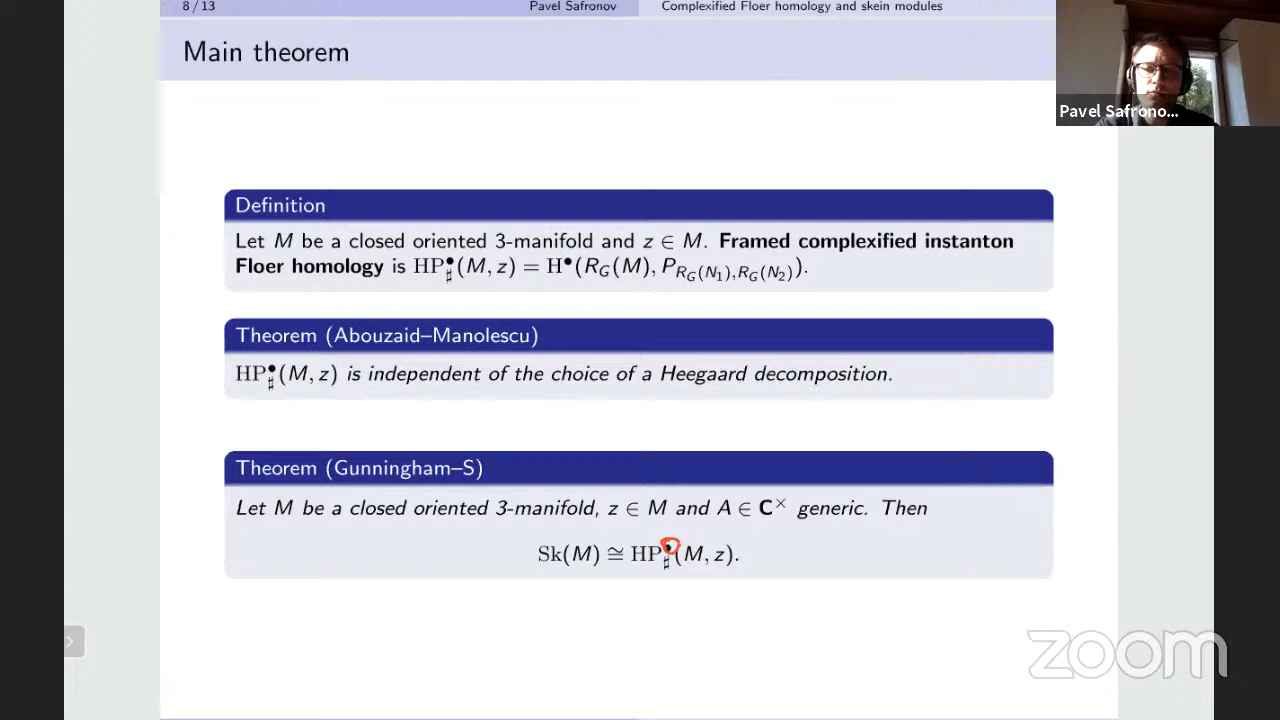 8 / 13 Pavel Safronov Complexified Floer homology and skein modules
Main theorem
Pavel Safrono...
Definition
Let M be a closed oriented 3-manifold and z ∈ M. Framed complexified instanton
Floer homology is HP♯•(M, z) = H•(R_G(M), P_{R_G(N₁),R_G(N₂)}).
Theorem (Abouzaid–Manolescu)
HP♯•(M, z) is independent of the choice of a Heegaard decomposition.
Theorem (Gunningham–S)
Let M be a closed oriented 3-manifold, z ∈ M and A ∈ C× generic. Then
Sk(M) ≅ HP♯•(M, z).
zoom